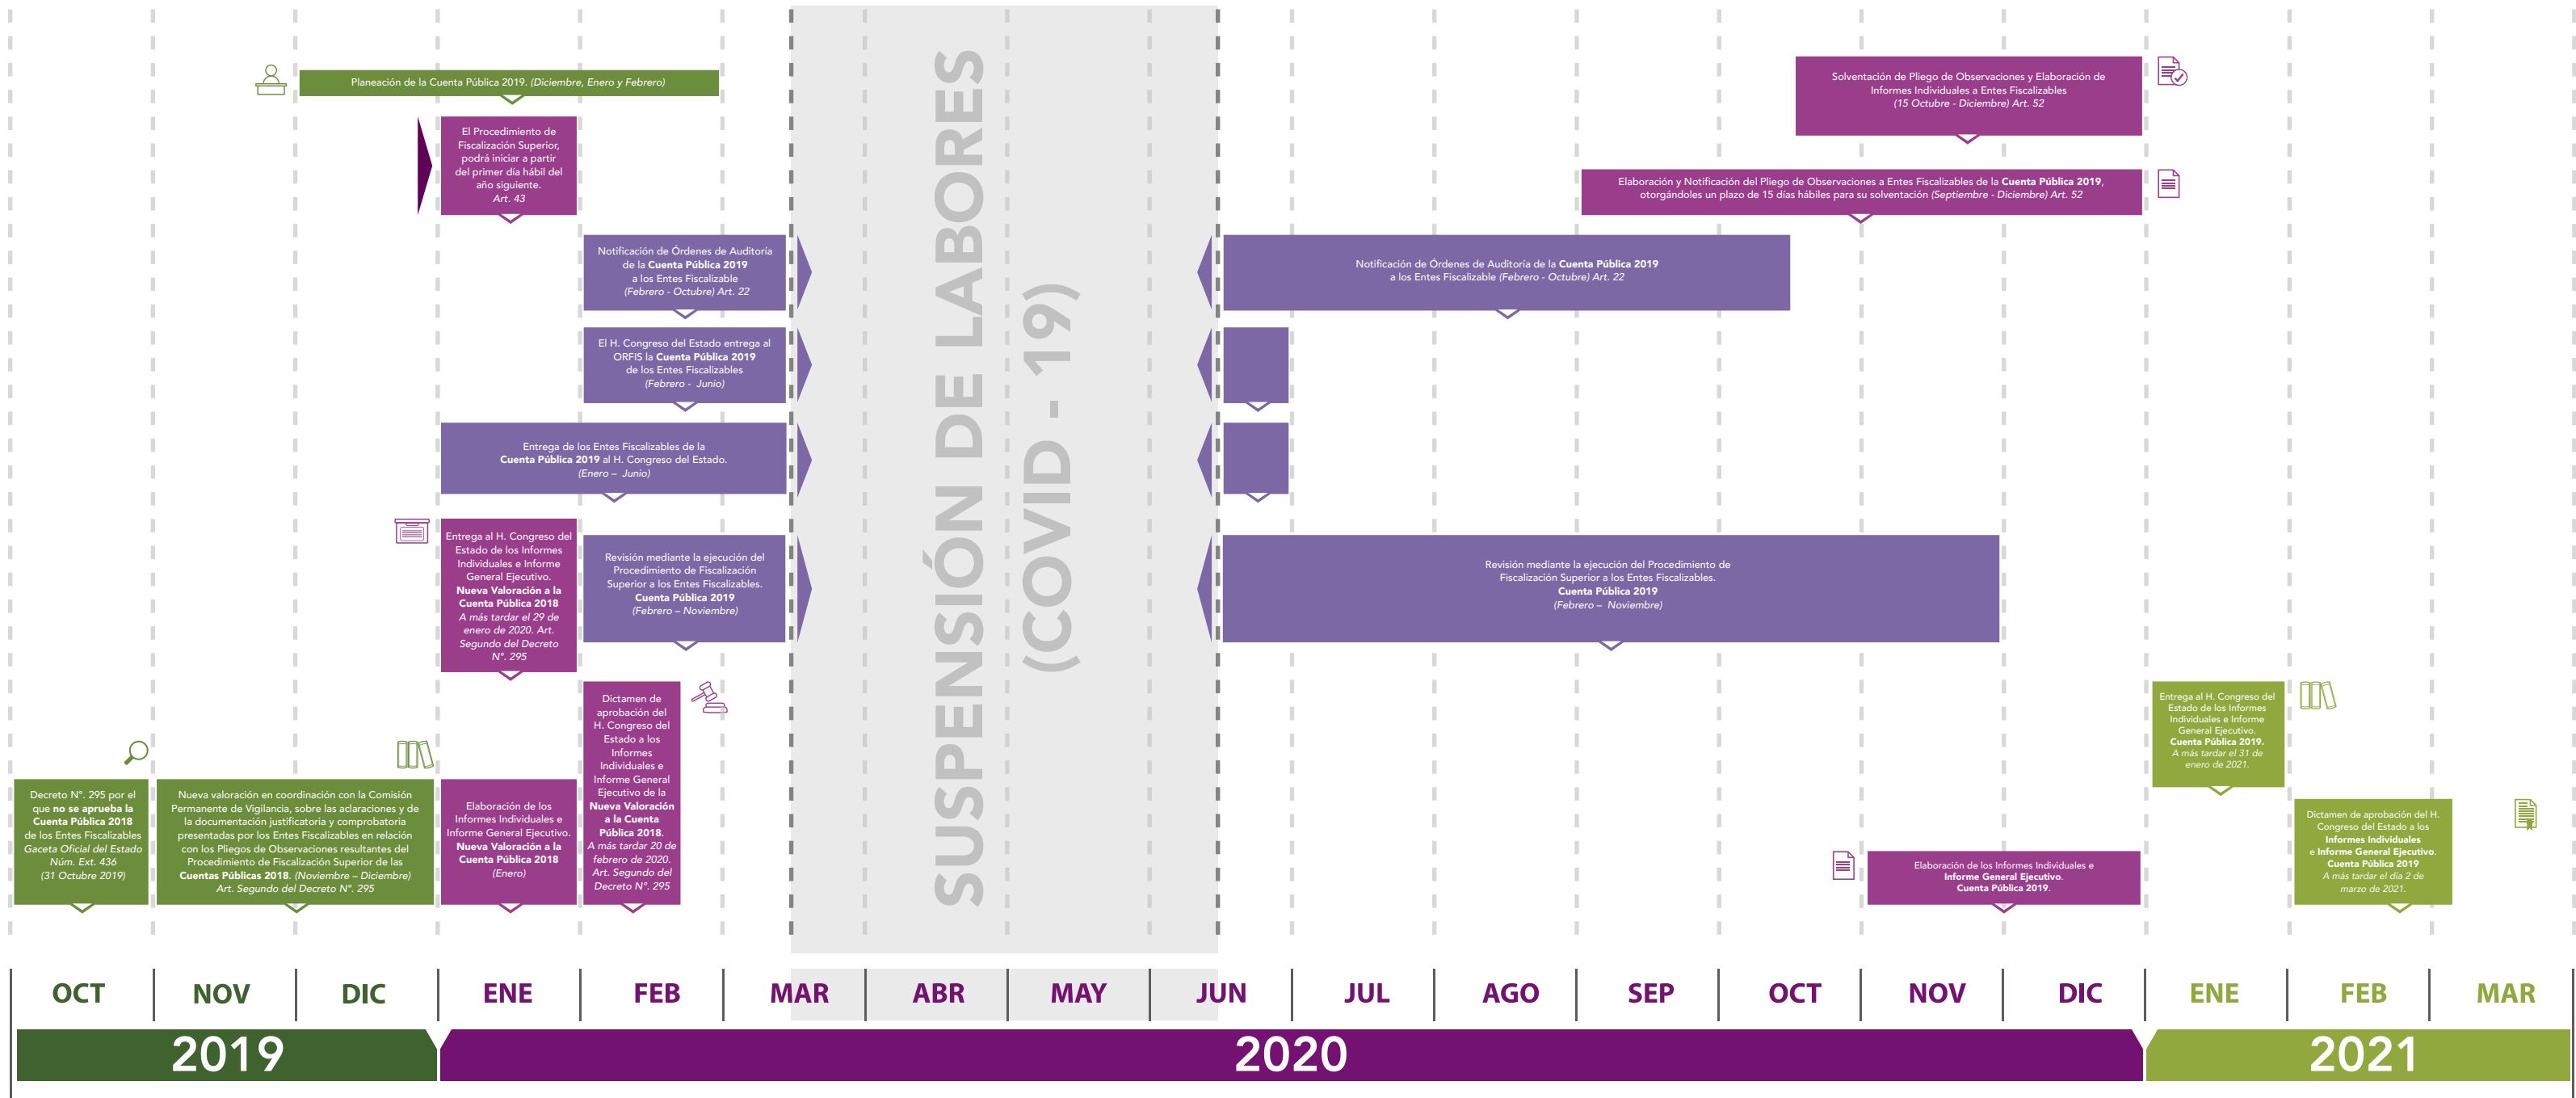 Planeación de la Cuenta Pública 2019. (Diciembre, Enero y Febrero)
El Procedimiento de
Fiscalización Superior,
podrá iniciar a partir
del primer día hábil del
año siguiente.
Art. 43
Notificación de Órdenes de Auditoría
de la Cuenta Pública 2019
a los Entes Fiscalizable
(Febrero - Octubre) Art. 22
El H. Congreso del Estado entrega al
ORFIS la Cuenta Pública 2019
de los Entes Fiscalizables
(Febrero - Junio)
Entrega de los Entes Fiscalizables de la
Cuenta Pública 2019 al H. Congreso del Estado.
(Enero – Junio)
Entrega al H. Congreso del
Estado de los Informes
Individuales e Informe
General Ejecutivo.
Nueva Valoración a la
Cuenta Pública 2018
A más tardar el 29 de
enero de 2020. Art.
Segundo del Decreto
N°. 295
Revisión mediante la ejecución del
Procedimiento de Fiscalización
Superior a los Entes Fiscalizables.
Cuenta Pública 2019
(Febrero – Noviembre)
Dictamen de
aprobación del
H. Congreso del
Estado a los
Informes
Individuales e
Informe General
Ejecutivo de la
Nueva Valoración
a la Cuenta
Pública 2018.
A más tardar 20 de
febrero de 2020.
Art. Segundo del
Decreto N°. 295
Decreto N°. 295 por el
que no se aprueba la
Cuenta Pública 2018
de los Entes Fiscalizables
Gaceta Oficial del Estado
Núm. Ext. 436
(31 Octubre 2019)
Nueva valoración en coordinación con la Comisión
Permanente de Vigilancia, sobre las aclaraciones y de
la documentación justificatoria y comprobatoria
presentadas por los Entes Fiscalizables en relación
con los Pliegos de Observaciones resultantes del
Procedimiento de Fiscalización Superior de las
Cuentas Públicas 2018. (Noviembre – Diciembre)
Art. Segundo del Decreto N°. 295
Elaboración de los
Informes Individuales e
Informe General Ejecutivo.
Nueva Valoración a la
Cuenta Pública 2018
(Enero)
SUSPENSIÓN DE LABORES
(COVID - 19)
Solventación de Pliego de Observaciones y Elaboración de
Informes Individuales a Entes Fiscalizables
(15 Octubre - Diciembre) Art. 52
Elaboración y Notificación del Pliego de Observaciones a Entes Fiscalizables de la Cuenta Pública 2019,
otorgándoles un plazo de 15 días hábiles para su solventación (Septiembre - Diciembre) Art. 52
Notificación de Órdenes de Auditoría de la Cuenta Pública 2019
a los Entes Fiscalizable (Febrero - Octubre) Art. 22
Revisión mediante la ejecución del Procedimiento de
Fiscalización Superior a los Entes Fiscalizables.
Cuenta Pública 2019
(Febrero – Noviembre)
Elaboración de los Informes Individuales e
Informe General Ejecutivo.
Cuenta Pública 2019.
Entrega al H. Congreso del
Estado de los Informes
Individuales e Informe
General Ejecutivo.
Cuenta Pública 2019.
A más tardar el 31 de
enero de 2021.
Dictamen de aprobación del H.
Congreso del Estado a los
Informes Individuales
e Informe General Ejecutivo.
Cuenta Pública 2019
A más tardar el día 2 de
marzo de 2021.
OCT NOV DIC ENE FEB MAR ABR MAY JUN JUL AGO SEP OCT NOV DIC ENE FEB MAR
2019 2020 2021